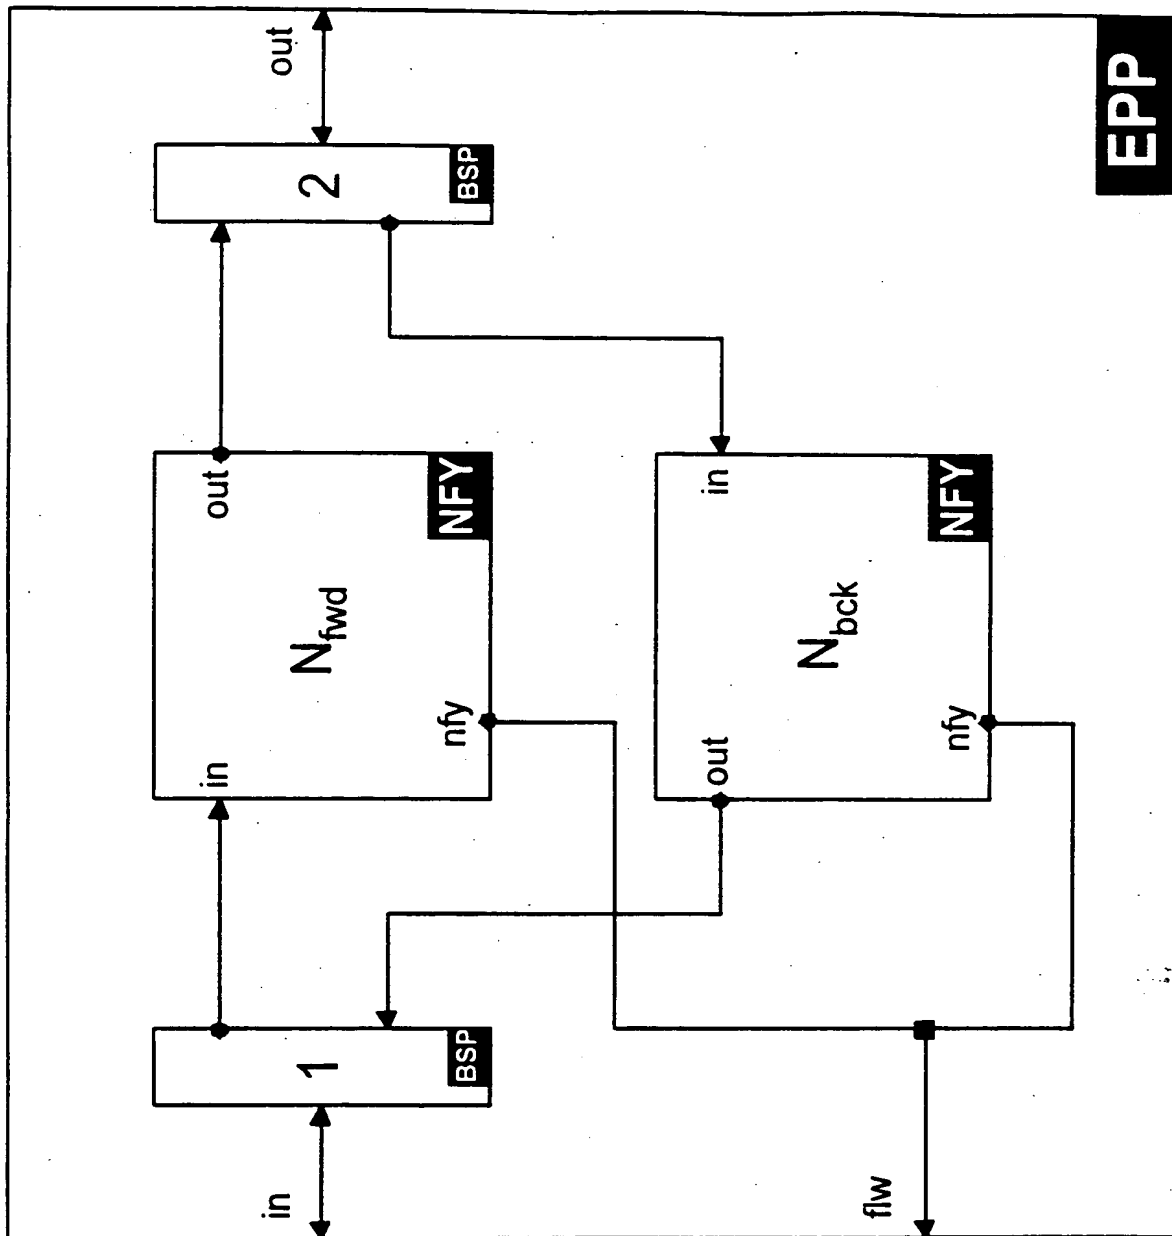 in
out
in
out
1
N_fwd
2
nfy
BSP
NFY
BSP
out
in
N_bck
flw
nfy
NFY
EPP